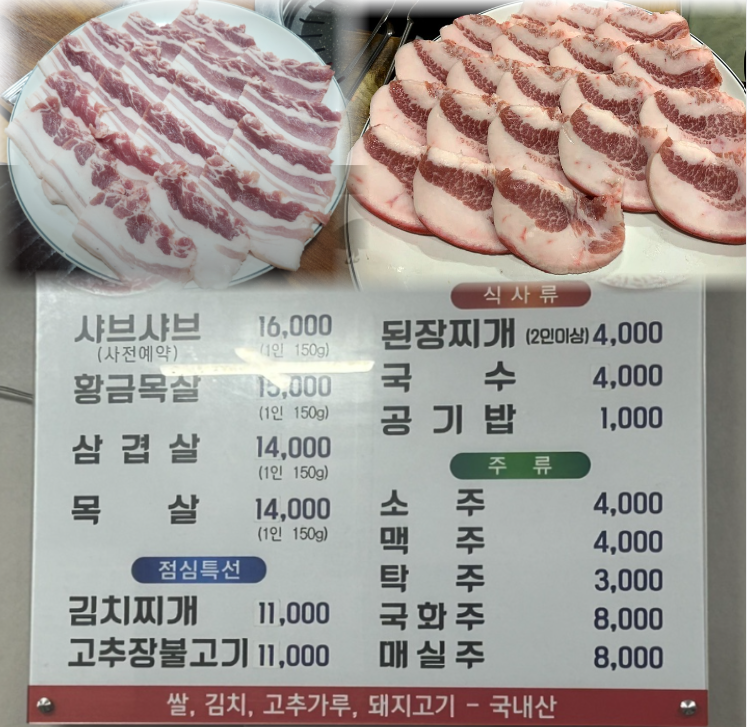 샤브샤브 16,000
(사전예약) (1인 150g)
황금목살 15,000
(1인 150g)
삼겹살 14,000
(1인 150g)
목살 14,000
(1인 150g)
점심특선
김치찌개 11,000
고추장불고기 11,000
식사류
된장찌개 (2인이상) 4,000
국수 4,000
공기밥 1,000
주류
소주 4,000
맥주 4,000
탁주 3,000
국화주 8,000
매실주 8,000
쌀, 김치, 고추가루, 돼지고기 - 국내산